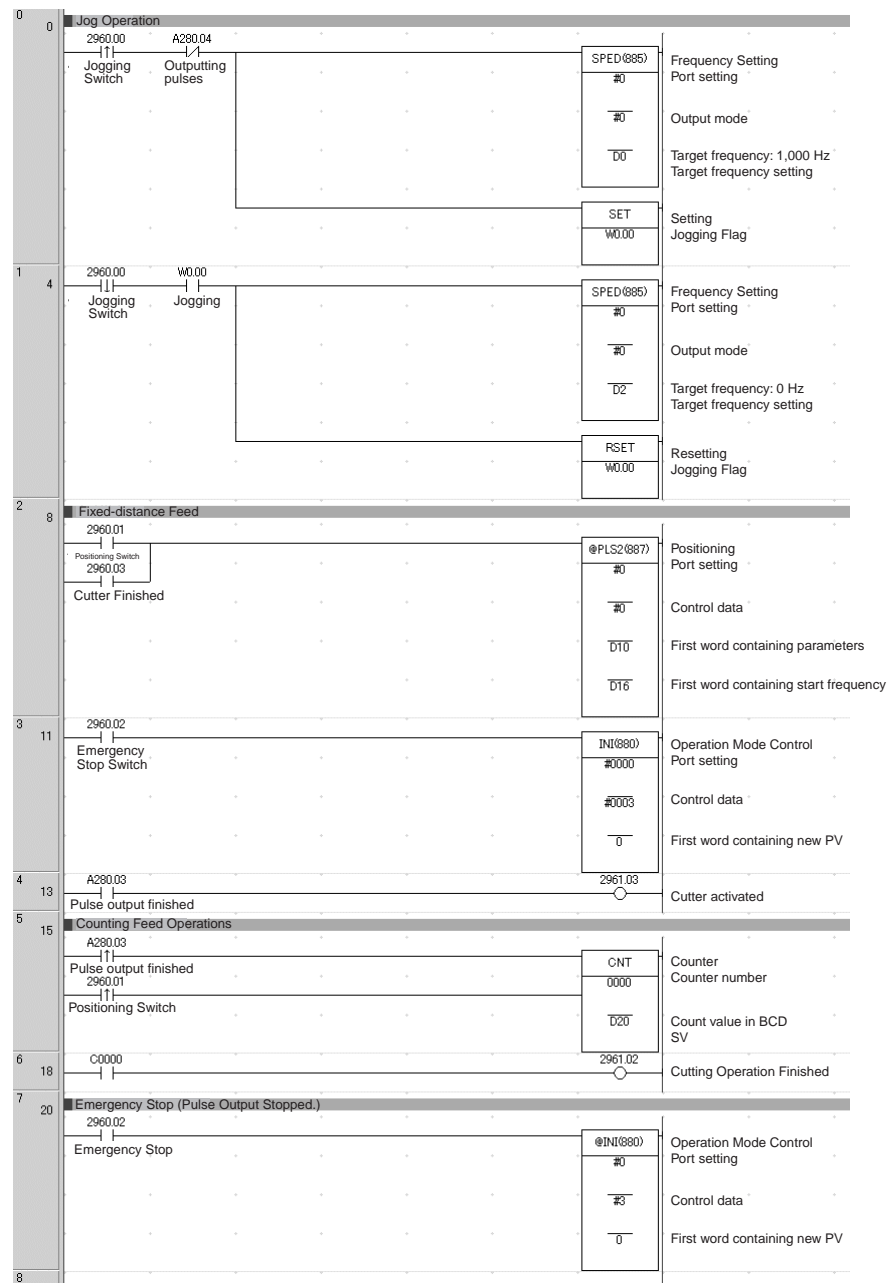 0
0
Jog Operation
2960.00
A280.04
Jogging
Switch
Outputting
pulses
SPED(885)
#0
#0
D0
Frequency Setting
Port setting
Output mode
Target frequency: 1,000 Hz
Target frequency setting
SET
W0.00
Setting
Jogging Flag
1
4
2960.00
W0.00
Jogging
Switch
Jogging
SPED(885)
#0
#0
D2
Frequency Setting
Port setting
Output mode
Target frequency: 0 Hz
Target frequency setting
RSET
W0.00
Resetting
Jogging Flag
2
8
Fixed-distance Feed
2960.01
Positioning Switch
2960.03
Cutter Finished
@PLS2(887)
#0
#0
D10
D16
Positioning
Port setting
Control data
First word containing parameters
First word containing start frequency
3
11
2960.02
Emergency
Stop Switch
INI(880)
#0000
#0003
0
Operation Mode Control
Port setting
Control data
First word containing new PV
4
13
A280.03
Pulse output finished
2961.03
Cutter activated
5
15
Counting Feed Operations
A280.03
Pulse output finished
2960.01
Positioning Switch
CNT
0000
D20
Counter
Counter number
Count value in BCD
SV
6
18
C0000
2961.02
Cutting Operation Finished
7
20
Emergency Stop (Pulse Output Stopped.)
2960.02
Emergency Stop
@INI(880)
#0
#3
0
Operation Mode Control
Port setting
Control data
First word containing new PV
8